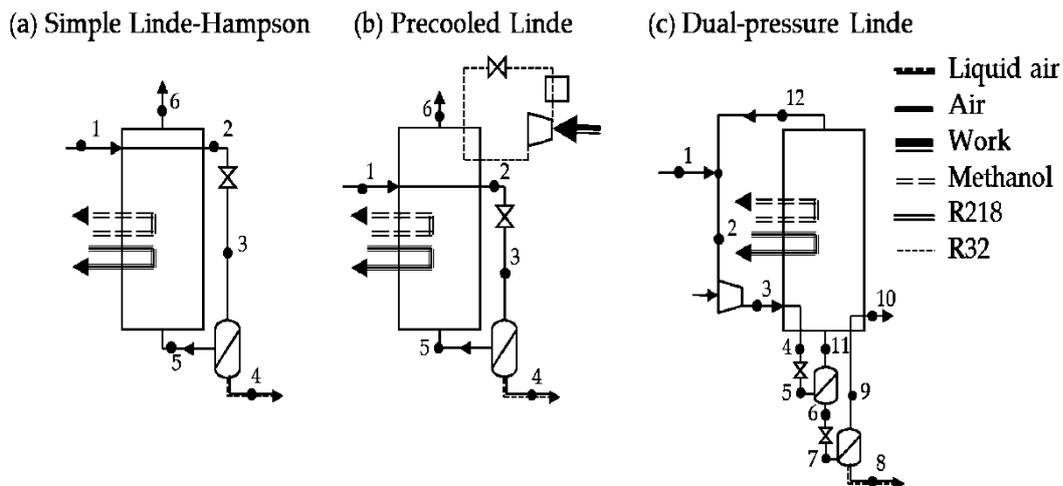 (a) Simple Linde-Hampson
(b) Precooled Linde
(c) Dual-pressure Linde
Liquid air
Air
Work
Methanol
R218
R32
6
1
2
3
5
4
6
1
2
3
5
4
12
1
2
3
10
4
11
5
9
6
7
8